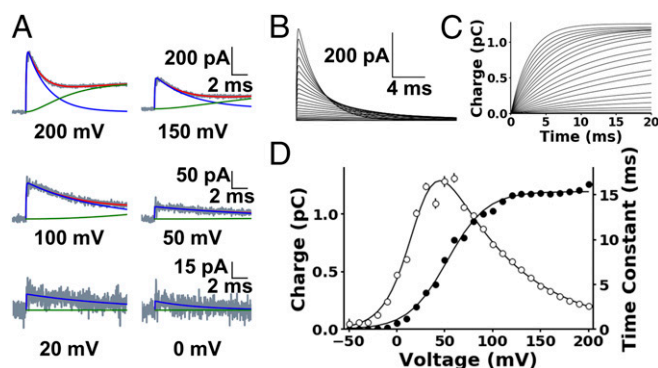 A
200 pA
2 ms
200 mV
150 mV
50 pA
2 ms
100 mV
50 mV
15 pA
2 ms
20 mV
0 mV
B
200 pA
4 ms
C
Charge (pC)
1.0
0.5
0
0 5 10 15 20
Time (ms)
D
Charge (pC)
1.0
0.5
0.0
-50 0 50 100 150 200
Voltage (mV)
15
10
5
0
Time Constant (ms)